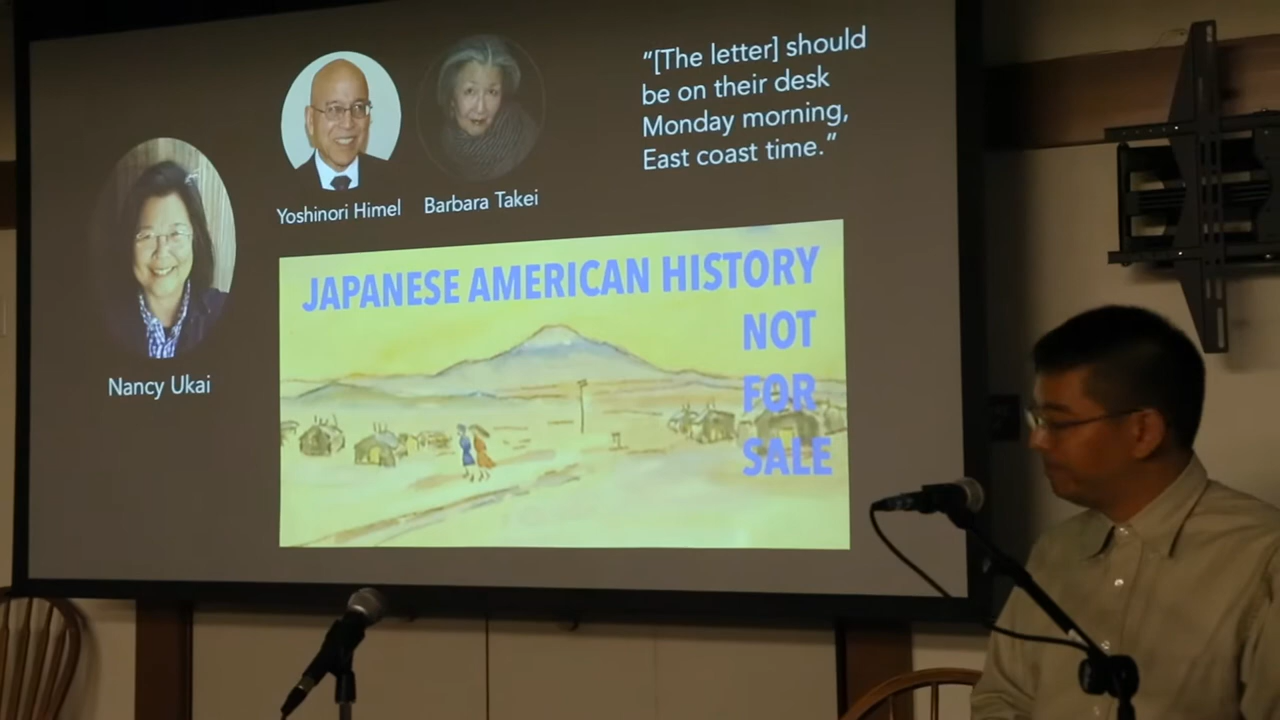 “[The letter] should
be on their desk
Monday morning,
East coast time.”
Yoshinori Himel
Barbara Takei
Nancy Ukai
JAPANESE AMERICAN HISTORY
NOT
FOR
SALE